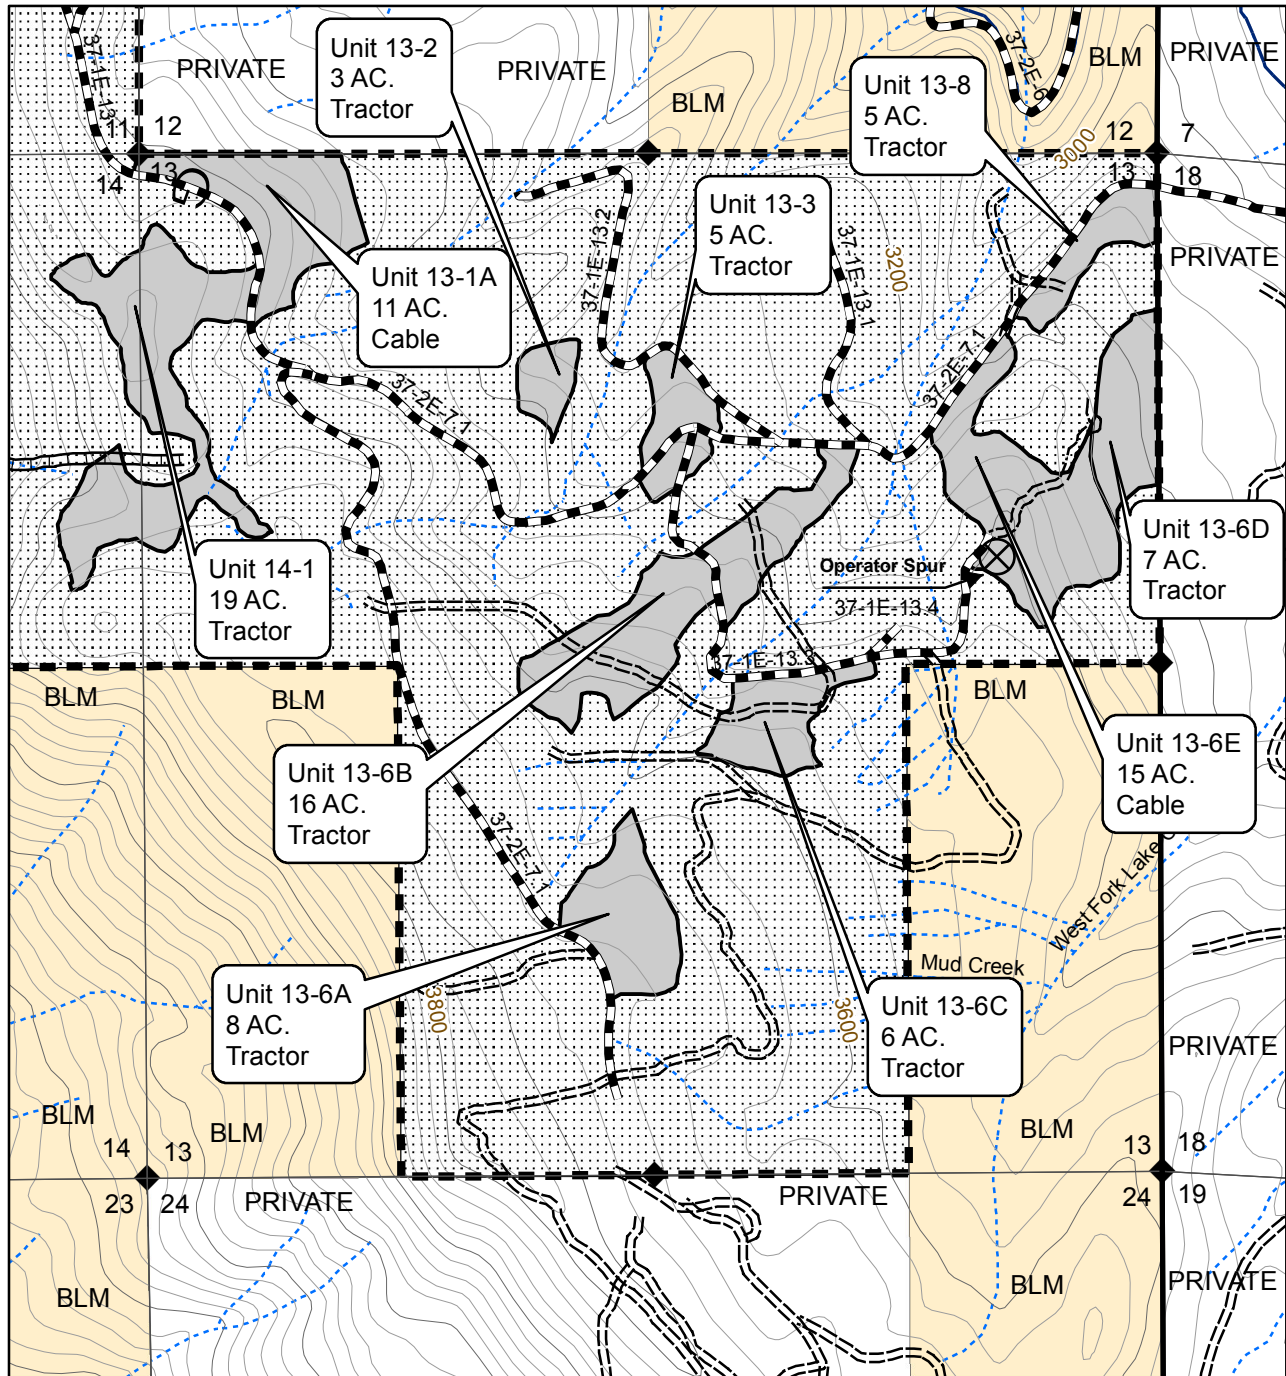 37-1E-13
PRIVATE
Unit 13-2
3 AC.
Tractor
PRIVATE
BLM
37-2E-6
BLM
PRIVATE
Unit 13-8
5 AC.
Tractor
11
12
12
7
3000
14
13
13
18
37-1E-13.2
Unit 13-3
5 AC.
Tractor
37-1E-13.1
3200
PRIVATE
Unit 13-1A
11 AC.
Cable
37-2E-7.1
37-2E-7.1
Unit 14-1
19 AC.
Tractor
Operator Spur
37-1E-13.4
Unit 13-6D
7 AC.
Tractor
37-1E-13.3
BLM
BLM
BLM
Unit 13-6B
16 AC.
Tractor
Unit 13-6E
15 AC.
Cable
37-2E-7.1
West Fork Lake C
Mud Creek
Unit 13-6A
8 AC.
Tractor
3800
3600
Unit 13-6C
6 AC.
Tractor
PRIVATE
BLM
BLM
BLM
14
13
13
18
23
24
PRIVATE
PRIVATE
24
19
BLM
BLM
PRIVATE